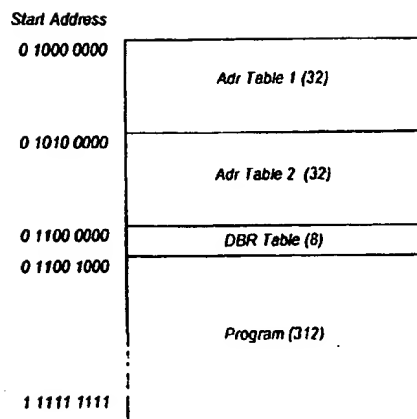 Start Address
0 1000 0000
Adr Table 1 (32)
0 1010 0000
Adr Table 2 (32)
0 1100 0000
DBR Table (8)
0 1100 1000
Program (312)
1 1111 1111